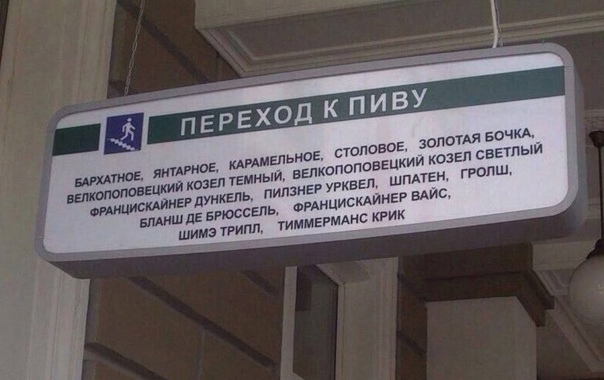 ПЕРЕХОД К ПИВУ
БАРХАТНОЕ, ЯНТАРНОЕ, КАРАМЕЛЬНОЕ, СТОЛОВОЕ, ЗОЛОТАЯ БОЧКА,
ВЕЛКОПОПОВЕЦКИЙ КОЗЕЛ ТЕМНЫЙ, ВЕЛКОПОПОВЕЦКИЙ КОЗЕЛ СВЕТЛЫЙ
ФРАНЦИСКАЙНЕР ДУНКЕЛЬ, ПИЛЗНЕР УРКВЕЛ, ШПАТЕН, ГРОЛШ,
БЛАНШ ДЕ БРЮССЕЛЬ, ФРАНЦИСКАЙНЕР ВАЙС,
ШИМЭ ТРИПЛ, ТИММЕРМАНС КРИК